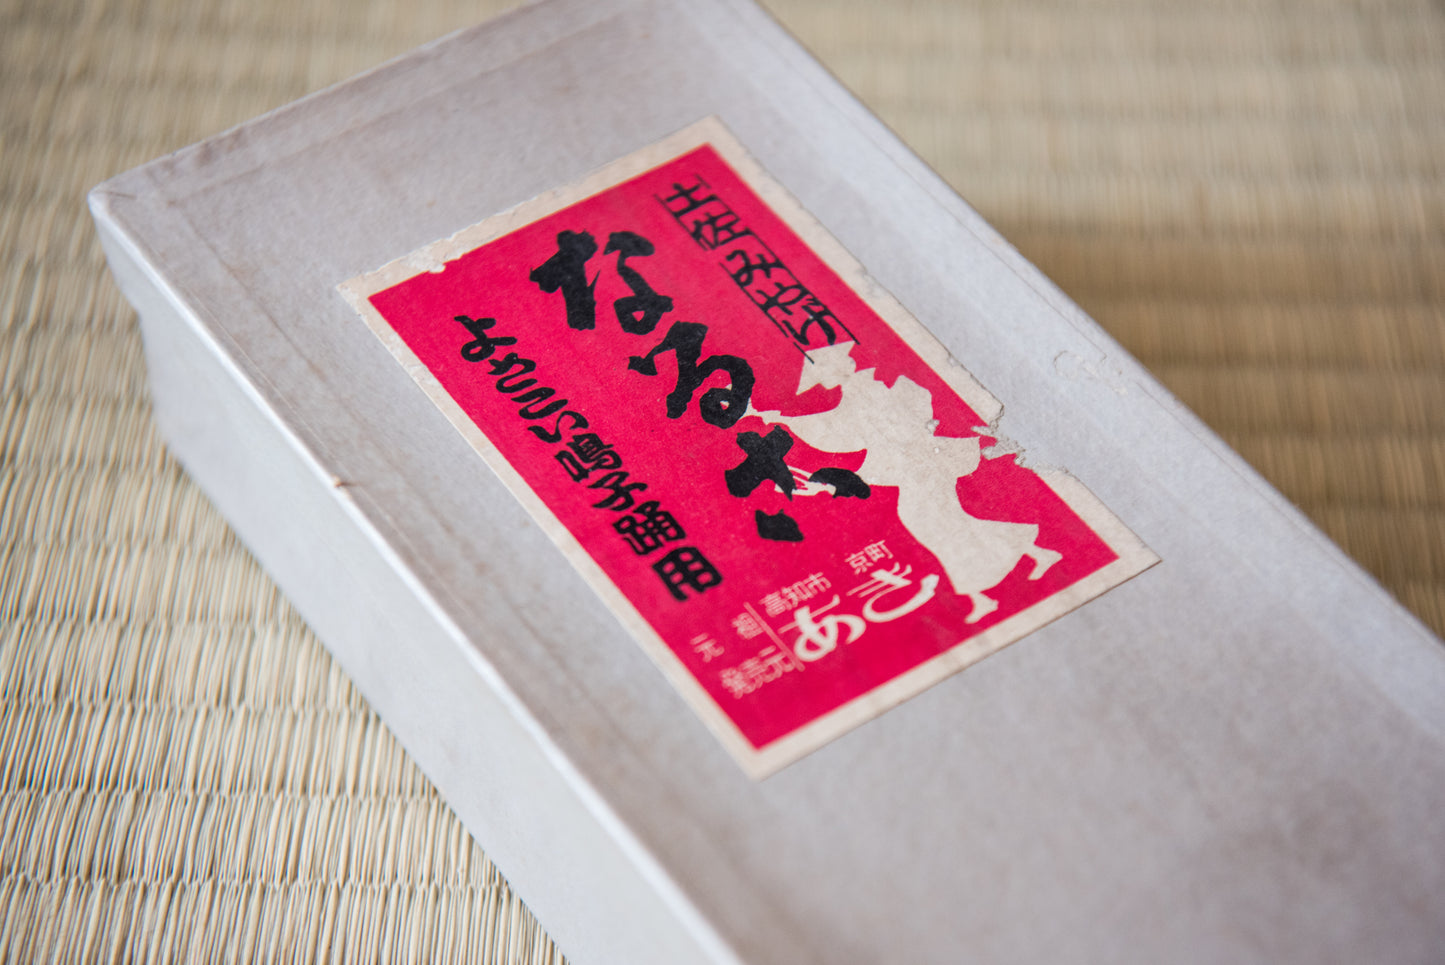 土佐みやげ
なるこ
よさこい鳴子踊用
京町
高知市
あぎ
元祖
発売元